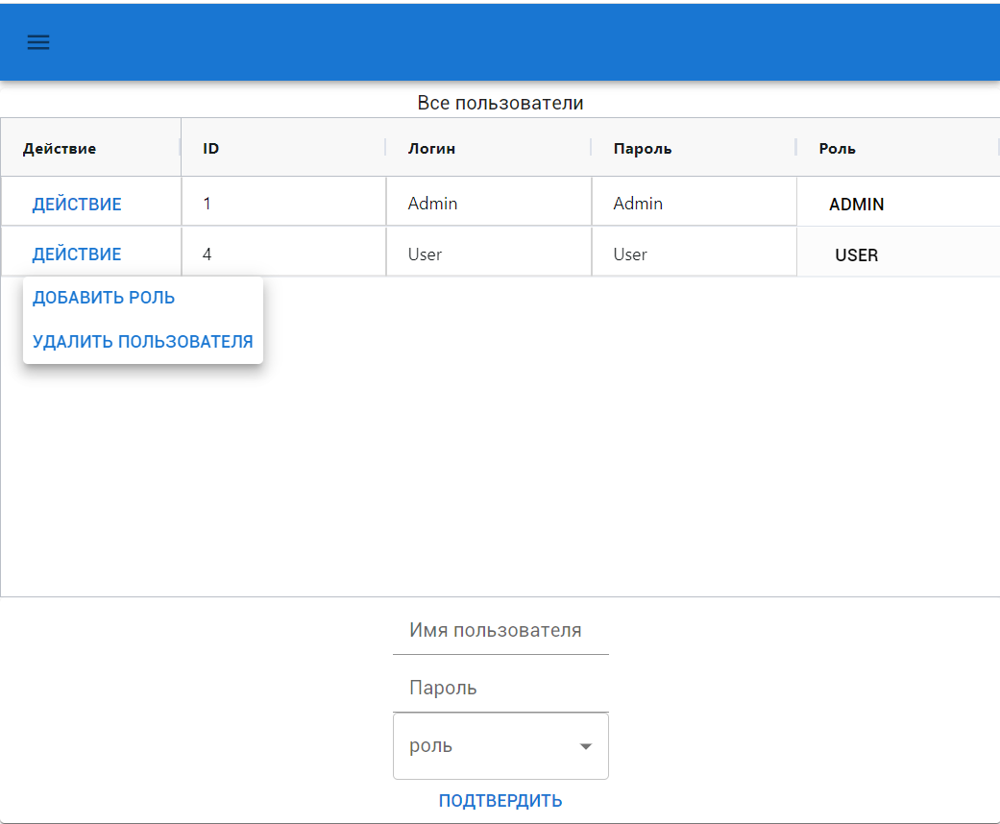 Все пользователи
Действие ID Логин Пароль Роль
ДЕЙСТВИЕ 1 Admin Admin ADMIN
ДЕЙСТВИЕ 4 User User USER
ДОБАВИТЬ РОЛЬ
УДАЛИТЬ ПОЛЬЗОВАТЕЛЯ
Имя пользователя
Пароль
роль
ПОДТВЕРДИТЬ